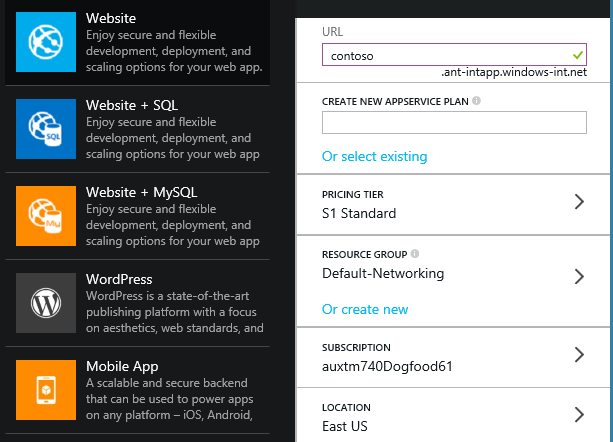 Website
Enjoy secure and flexible
development, deployment, and
scaling options for your web app.
Website + SQL
Enjoy secure and flexible
development, deployment, and
scaling options for your web app
SQL
Website + MySQL
Enjoy secure and flexible
development, deployment, and
scaling options for your web app
My
WordPress
WordPress is a state-of-the-art
publishing platform with a focus
on aesthetics, web standards, and
W
Mobile App
A scalable and secure backend
that can be used to power apps
on any platform – iOS, Android,
URL
contoso
.ant-intapp.windows-int.net
CREATE NEW APPSERVICE PLAN
Or select existing
PRICING TIER
S1 Standard
RESOURCE GROUP
Default-Networking
Or create new
SUBSCRIPTION
auxtm740Dogfood61
LOCATION
East US